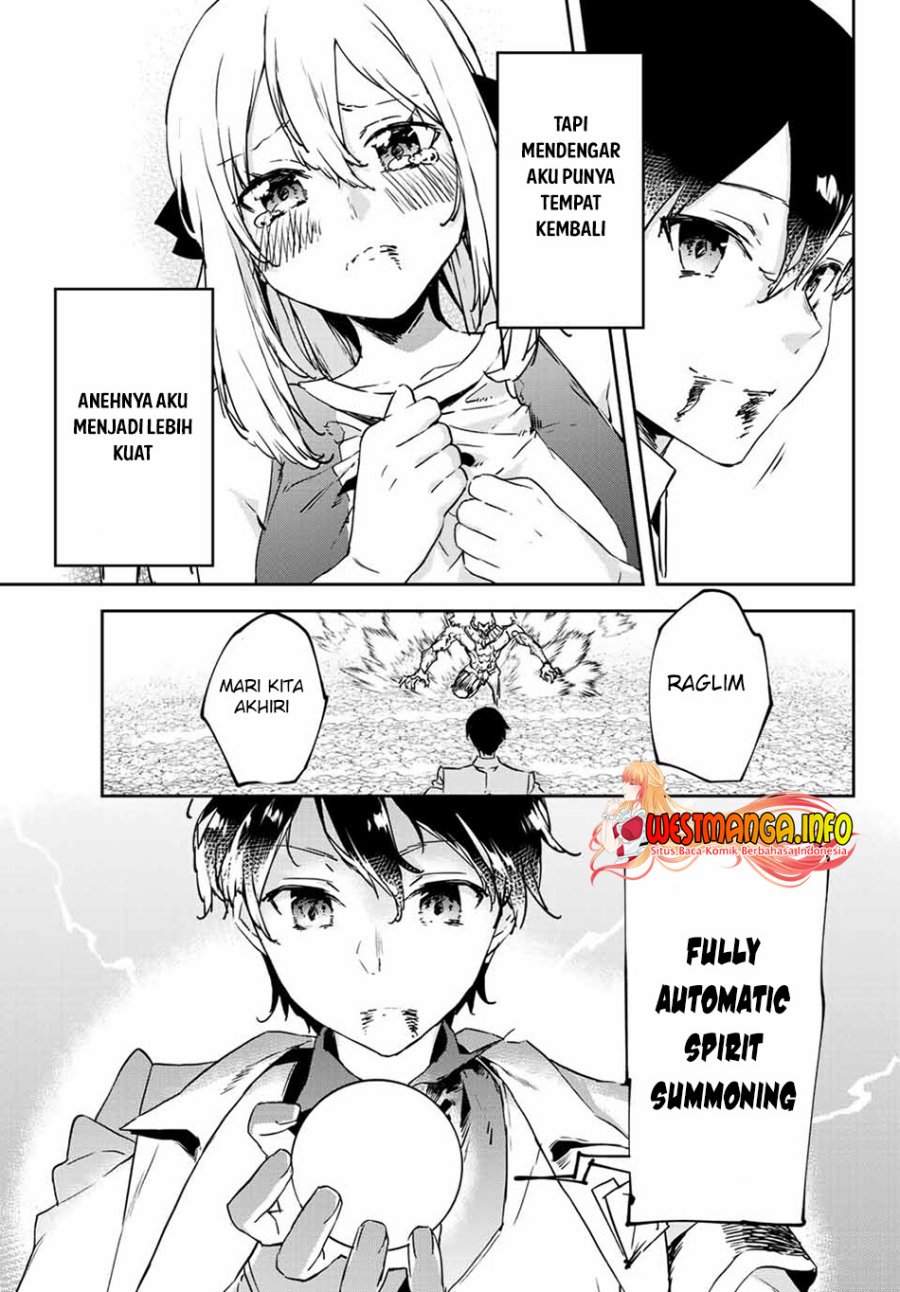 TAPI
MENDENGAR
AKU PUNYA
TEMPAT
KEMBALI
ANEHNYA AKU
MENJADI LEBIH
KUAT
RAGLIM
MARI KITA
AKHIRI
WESTMANGA.INFO
Situs Baca Komik Berbahasa Indonesia
FULLY
AUTOMATIC
SPIRIT
SUMMONING